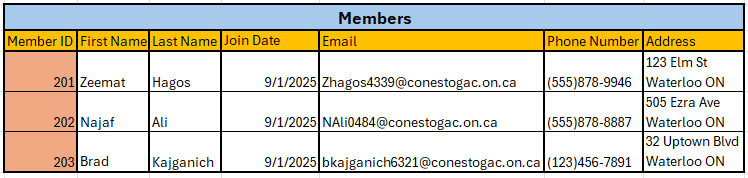 Members
Member ID First Name Last Name Join Date Email Phone Number Address
201 Zeemat Hagos 9/1/2025 Zhagos4339@conestogac.on.ca (555)878-9946 123 Elm St
Waterloo ON
202 Najaf Ali 9/1/2025 NAli0484@conestogac.on.ca (555)878-8887 505 Ezra Ave
Waterloo ON
203 Brad Kajganich 9/1/2025 bkajganich6321@conestogac.on.ca (123)456-7891 32 Uptown Blvd
Waterloo ON